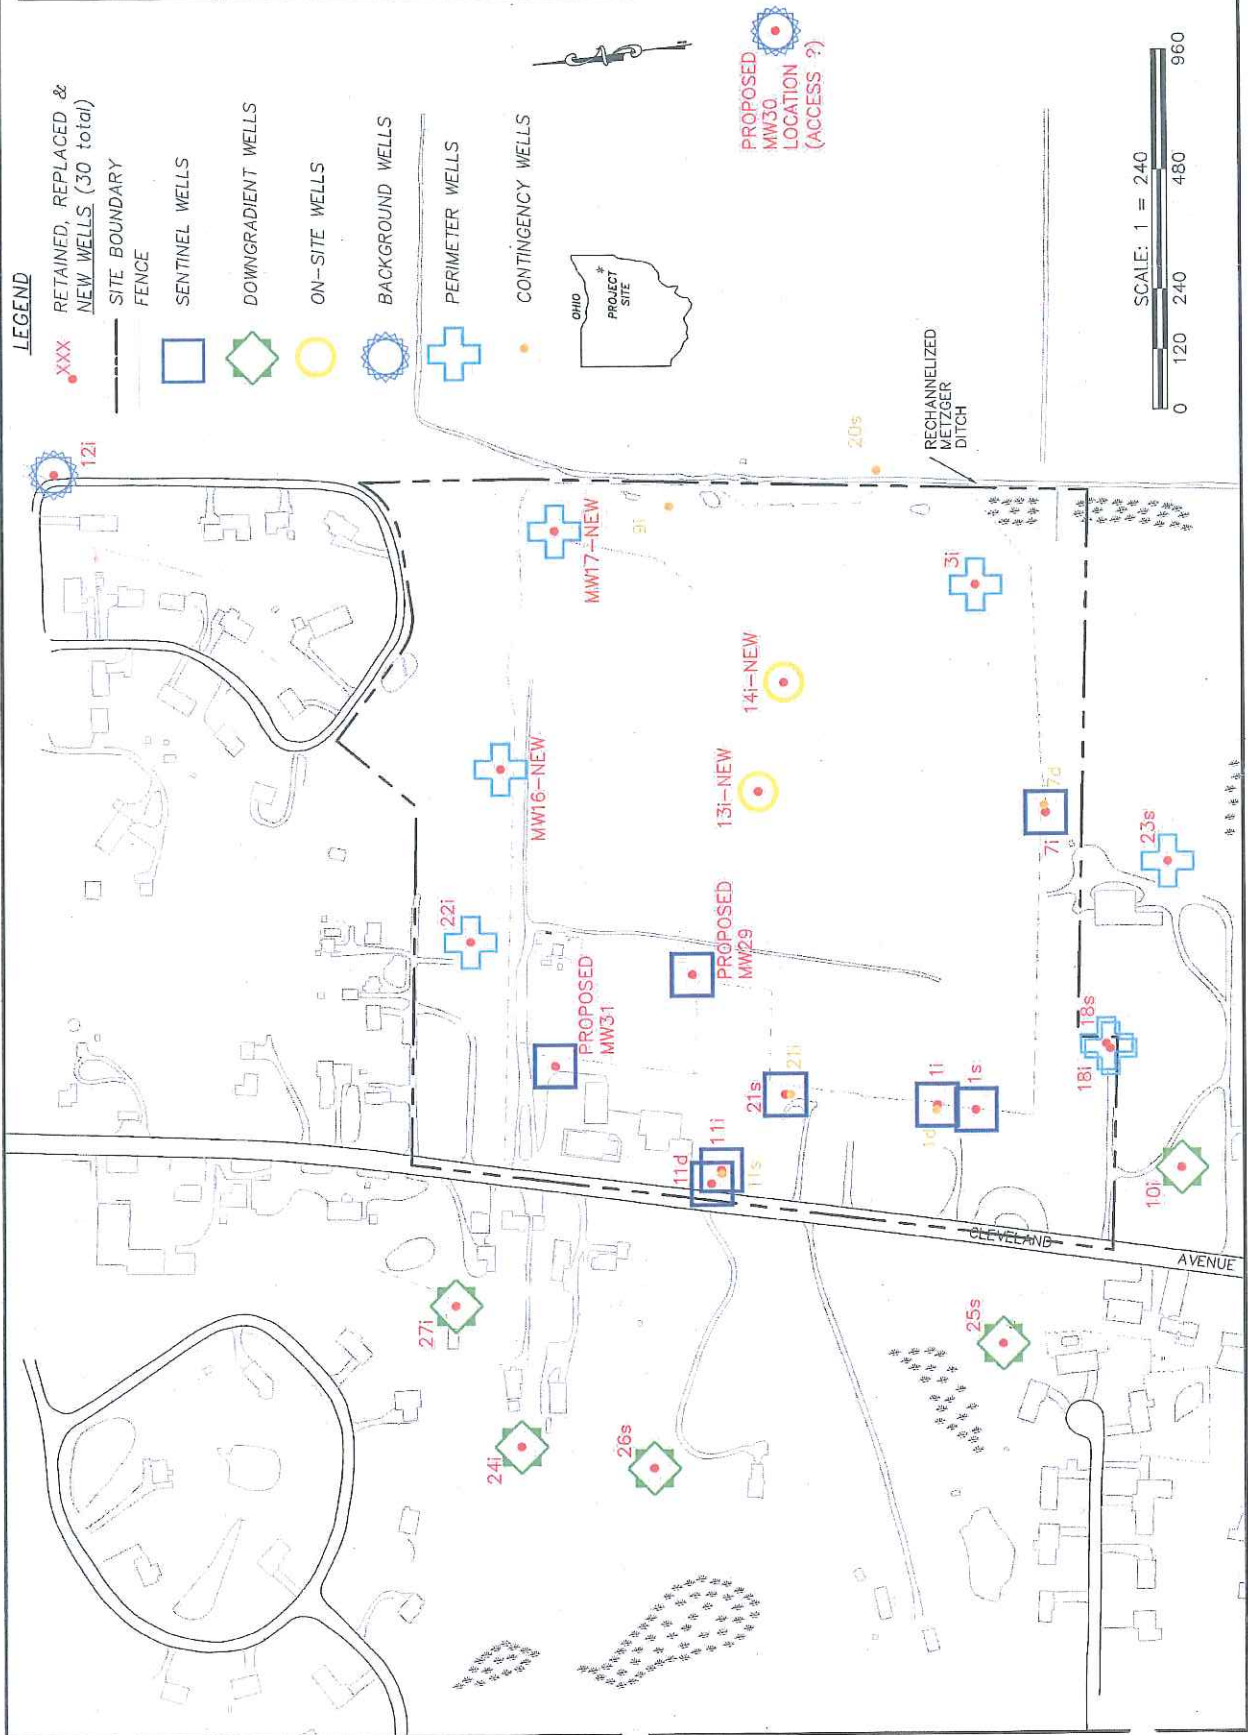 LEGEND
XXX
RETAINED, REPLACED &
NEW WELLS (30 total)
SITE BOUNDARY
FENCE
SENTINEL WELLS
DOWNGRADIENT WELLS
ON-SITE WELLS
BACKGROUND WELLS
PERIMETER WELLS
CONTINGENCY WELLS
OHIO
*
PROJECT
SITE
PROPOSED
MW30
LOCATION
(ACCESS ?)
SCALE: 1 = 240
0 120 240 480 960
RECHANNELIZED
METZGER
DITCH
12i
MW17-NEW
9i
20s
3i
14i-NEW
MW16-NEW
13i-NEW
7d
7i
23s
22i
PROPOSED
MW29
PROPOSED
MW31
18s
18i
21s
21i
1i
1s
1d
11i
11d
11s
10i
CLEVELAND
AVENUE
27i
25s
24i
26s